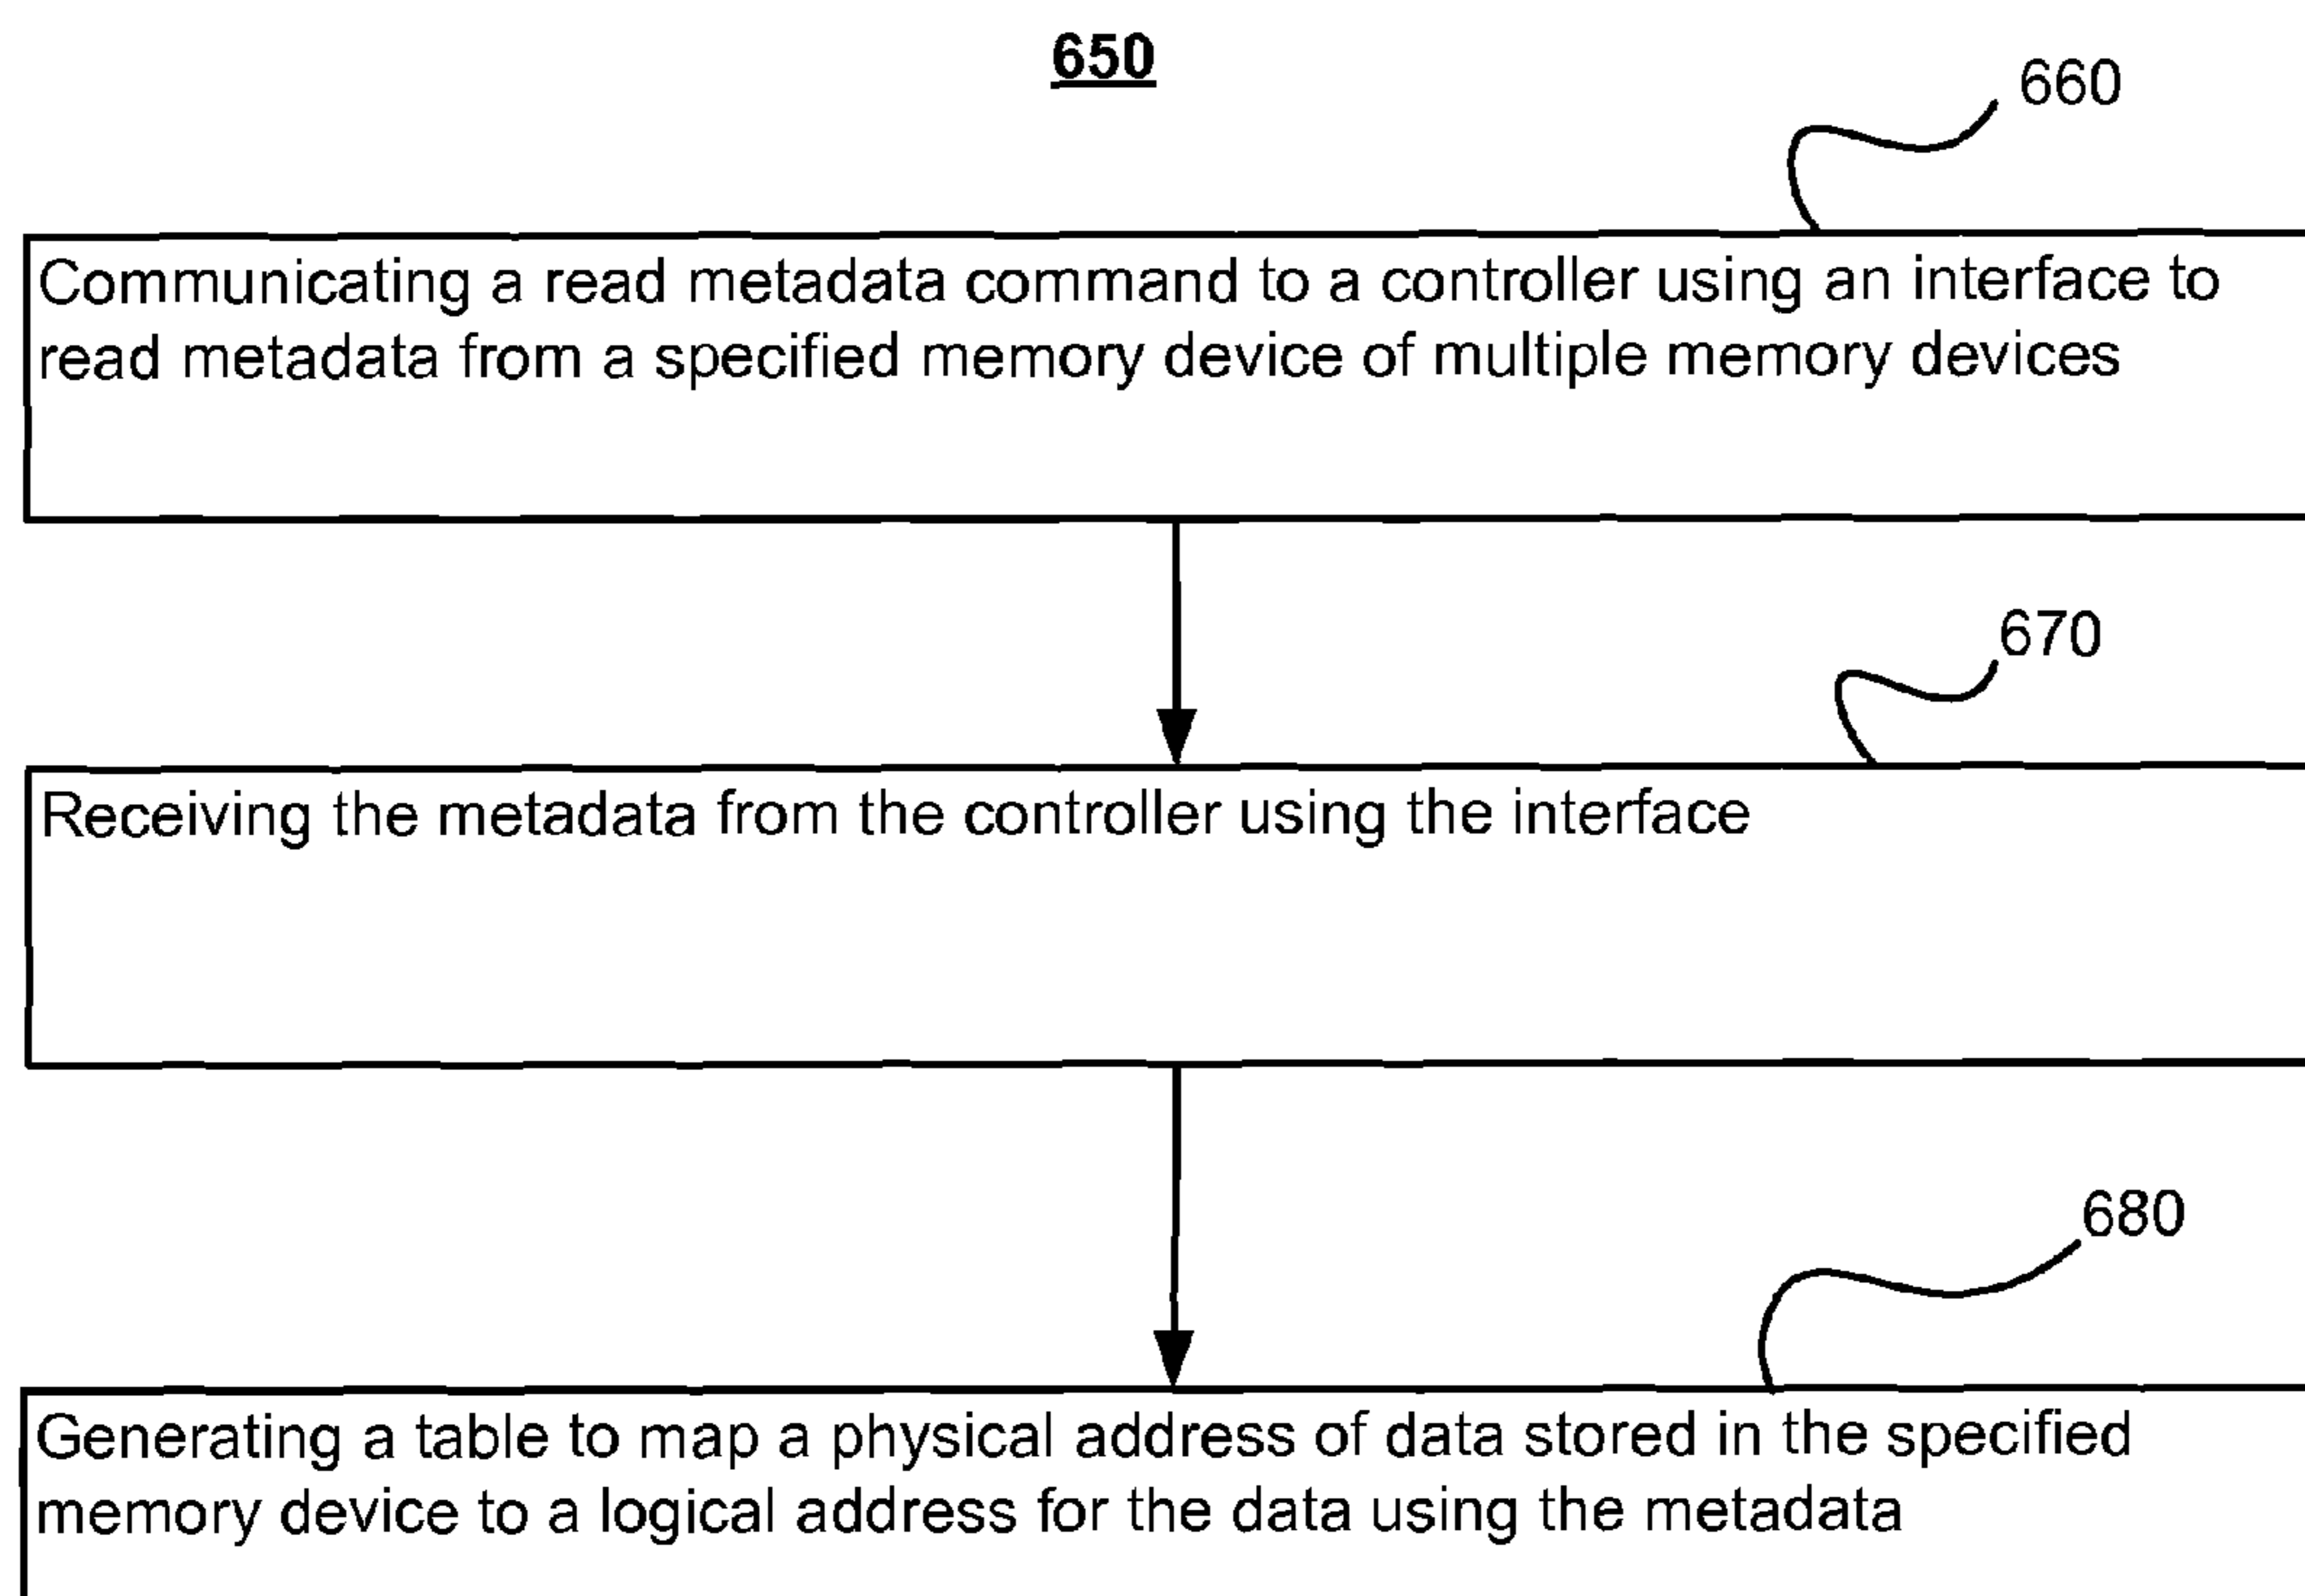 650
660
Communicating a read metadata command to a controller using an interface to
read metadata from a specified memory device of multiple memory devices
670
Receiving the metadata from the controller using the interface
680
Generating a table to map a physical address of data stored in the specified
memory device to a logical address for the data using the metadata